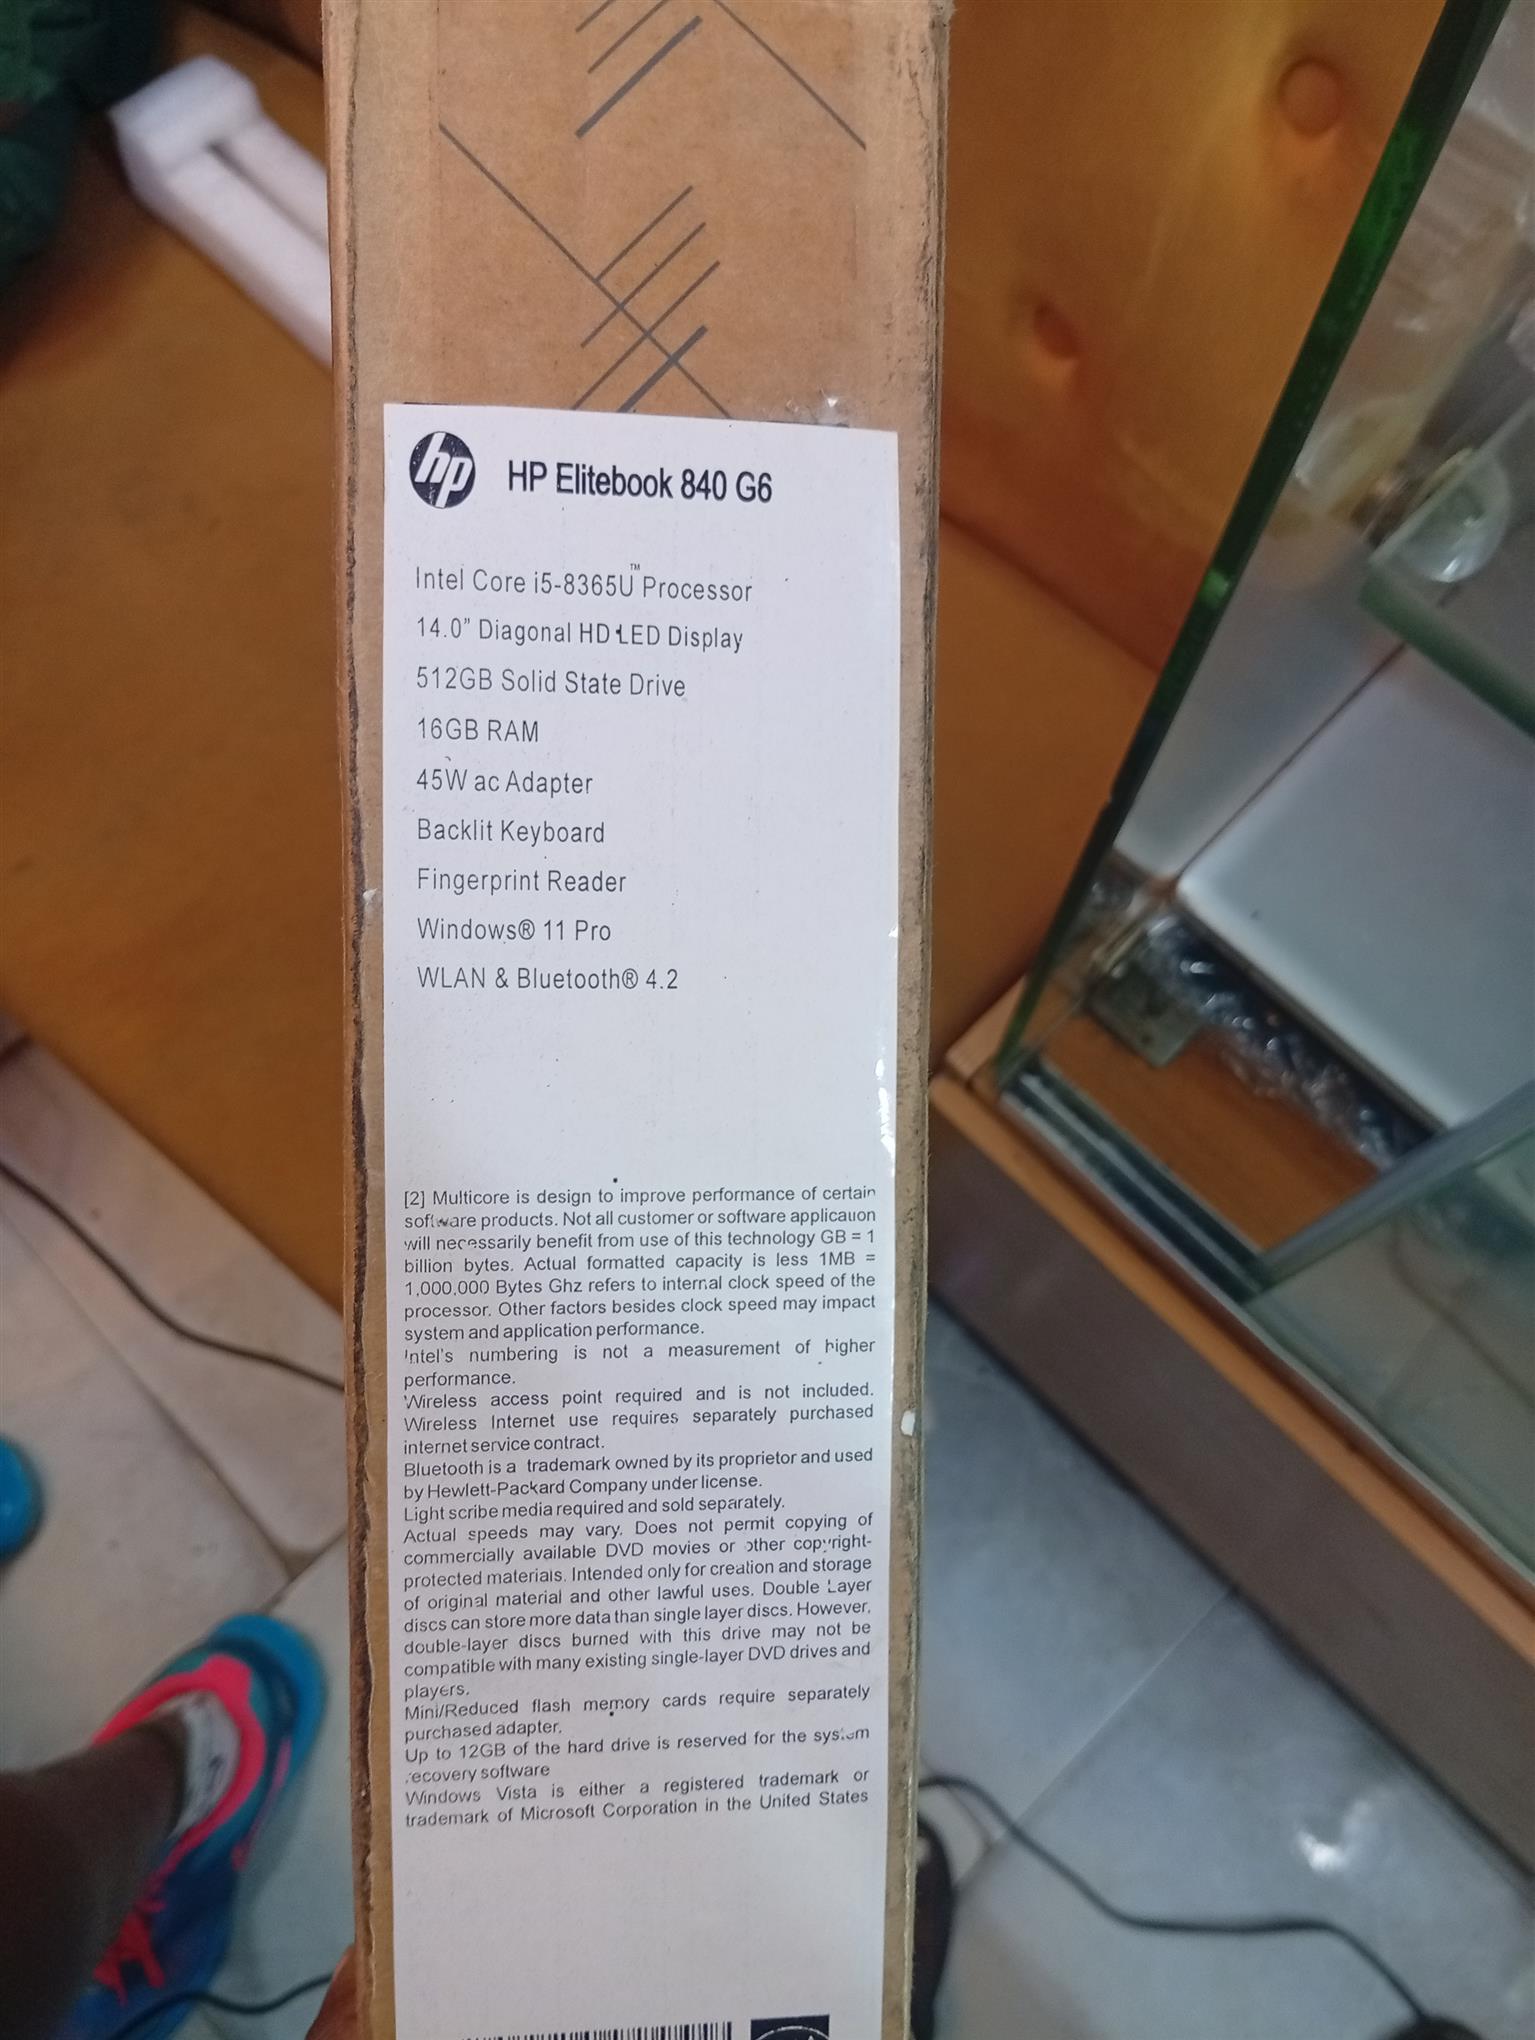 hp HP Elitebook 840 G6
Intel Core i5-8365U™ Processor
14.0" Diagonal HD LED Display
512GB Solid State Drive
16GB RAM
45W ac Adapter
Backlit Keyboard
Fingerprint Reader
Windows® 11 Pro
WLAN & Bluetooth® 4.2
[2] Multicore is design to improve performance of certain
software products. Not all customer or software application
will necessarily benefit from use of this technology GB = 1
billion bytes. Actual formatted capacity is less 1MB =
1,000,000 Bytes Ghz refers to internal clock speed of the
processor. Other factors besides clock speed may impact
system and application performance.
Intel's numbering is not a measurement of higher
performance.
Wireless access point required and is not included.
Wireless Internet use requires separately purchased
internet service contract.
Bluetooth is a trademark owned by its proprietor and used
by Hewlett-Packard Company under license.
Light scribe media required and sold separately.
Actual speeds may vary. Does not permit copying of
commercially available DVD movies or other copyright-
protected materials. Intended only for creation and storage
of original material and other lawful uses. Double Layer
discs can store more data than single layer discs. However,
double-layer discs burned with this drive may not be
compatible with many existing single-layer DVD drives and
players.
Mini/Reduced flash memory cards require separately
purchased adapter.
Up to 12GB of the hard drive is reserved for the system
recovery software
Windows Vista is either a registered trademark or
trademark of Microsoft Corporation in the United States